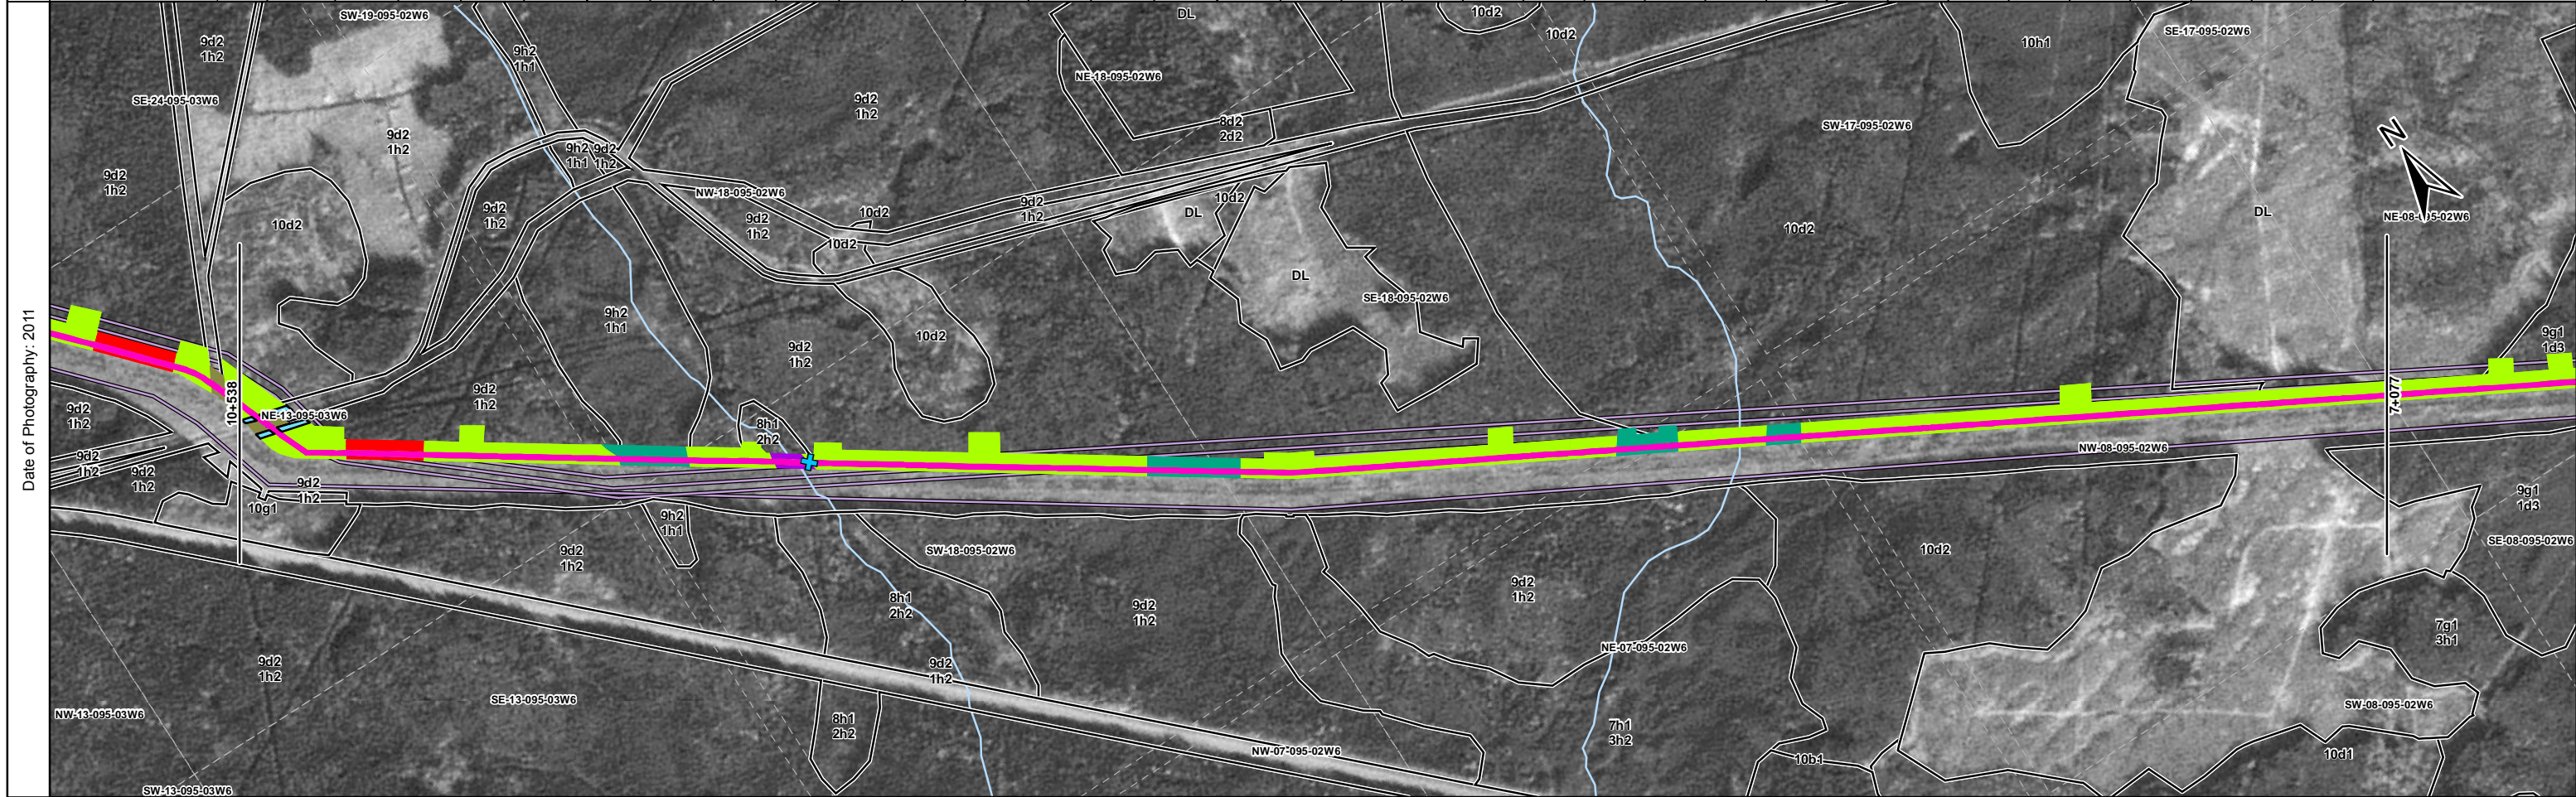 Date of Photography: 2011
SW-19-095-02W6
DL
10d2
10d2
SE-17-095-02W6
9d2
1h2
9h2
1h1
10h1
NE-18-095-02W6
SE-24-095-03W6
9d2
1h2
8d2
2d2
SW-17-095-02W6
9d2
1h2
N
9h2
1h1
9d2
1h2
9d2
1h2
NW-18-095-02W6
10d2
9d2
1h2
10d2
9d2
1h2
10d2
DL
9d2
1h2
DL
NE-08-095-02W6
10d2
10d2
DL
SE-18-095-02W6
9h2
1h1
10d2
9d2
1h2
9g1
1d3
10+538
9d2
1h2
7+077
9d2
1h2
NE-13-095-03W6
8h1
2h2
NW-08-095-02W6
9d2
1h2
9d2
1h2
9d2
1h2
10g1
9g1
1d3
9h2
1h1
SE-08-095-02W6
9d2
1h2
SW-18-095-02W6
10d2
9d2
1h2
8h1
2h2
9d2
1h2
7g1
3h1
NE-07-095-02W6
9d2
1h2
9d2
1h2
SE-13-095-03W6
SW-08-095-02W6
NW-13-095-03W6
8h1
2h2
7h1
3h2
NW-07-095-02W6
10b1
10d1
SW-13-095-03W6